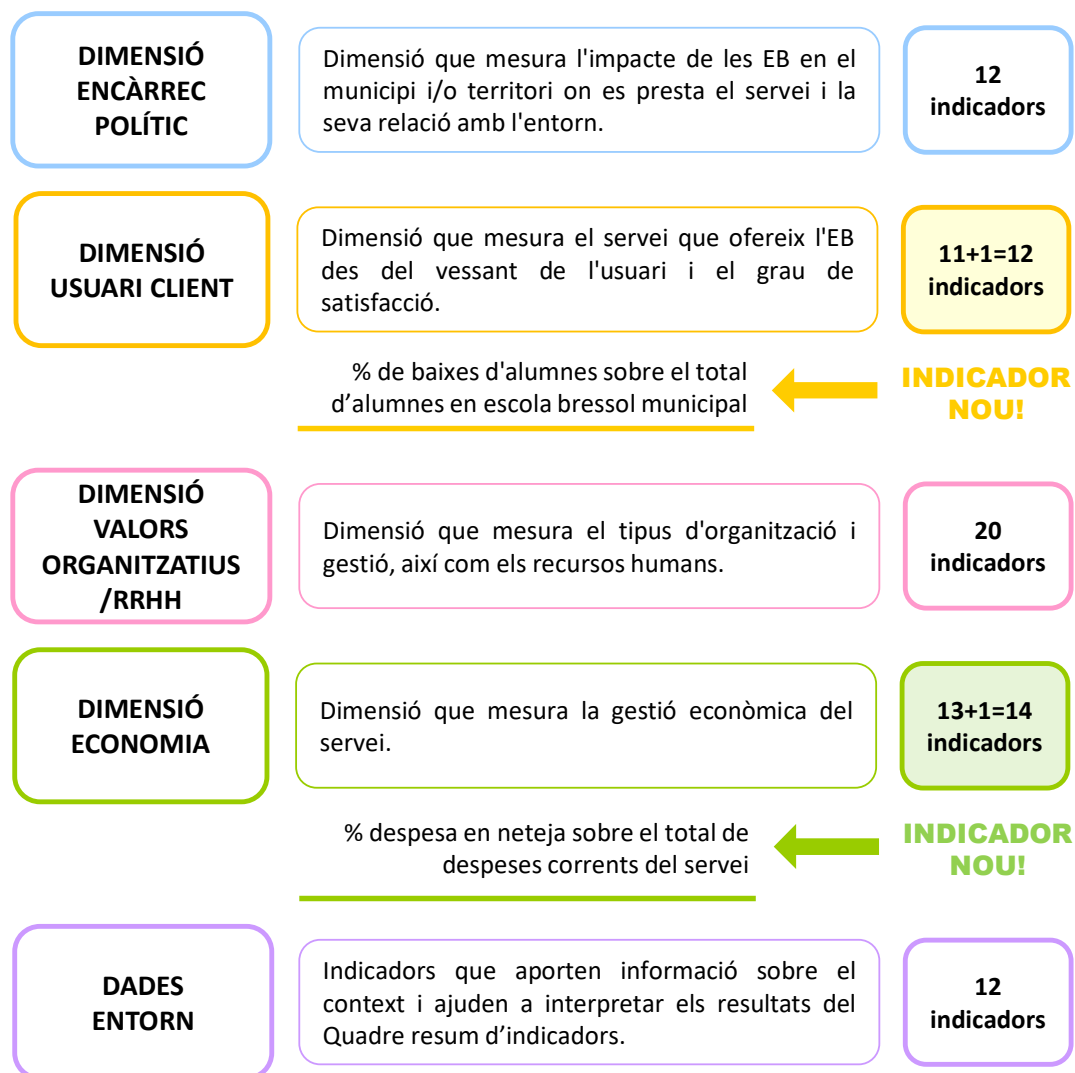 DIMENSIÓ
ENCÀRREC
POLÍTIC
Dimensió que mesura l'impacte de les EB en el
municipi i/o territori on es presta el servei i la
seva relació amb l'entorn.
12
indicadors
DIMENSIÓ
USUARI CLIENT
Dimensió que mesura el servei que ofereix l'EB
des del vessant de l'usuari i el grau de
satisfacció.
11+1=12
indicadors
% de baixes d'alumnes sobre el total
d’alumnes en escola bressol municipal
INDICADOR
NOU!
DIMENSIÓ
VALORS
ORGANITZATIUS
/RRHH
Dimensió que mesura el tipus d'organització i
gestió, així com els recursos humans.
20
indicadors
DIMENSIÓ
ECONOMIA
Dimensió que mesura la gestió econòmica del
servei.
13+1=14
indicadors
% despesa en neteja sobre el total de
despeses corrents del servei
INDICADOR
NOU!
DADES
ENTORN
Indicadors que aporten informació sobre el
context i ajuden a interpretar els resultats del
Quadre resum d’indicadors.
12
indicadors